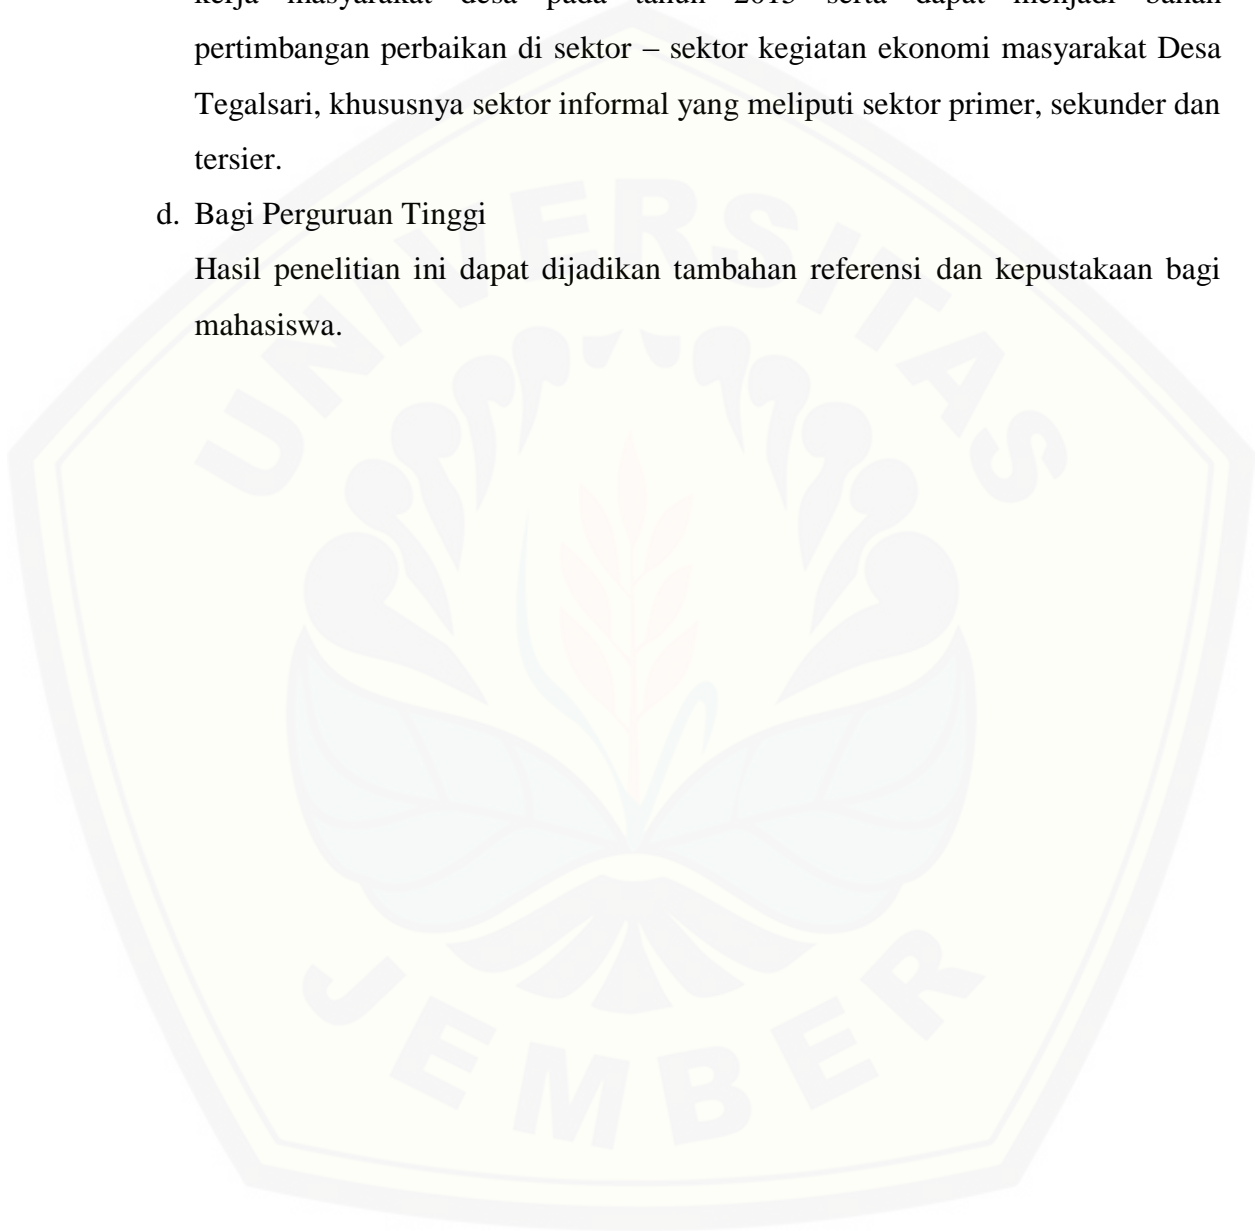 kerja masyarakat desa pada tahun 2015 serta dapat menjadi bahan
pertimbangan perbaikan di sektor – sektor kegiatan ekonomi masyarakat Desa
Tegalsari, khususnya sektor informal yang meliputi sektor primer, sekunder dan
tersier.
d. Bagi Perguruan Tinggi
Hasil penelitian ini dapat dijadikan tambahan referensi dan kepustakaan bagi
mahasiswa.
UNIVERSITAS
JEMBER